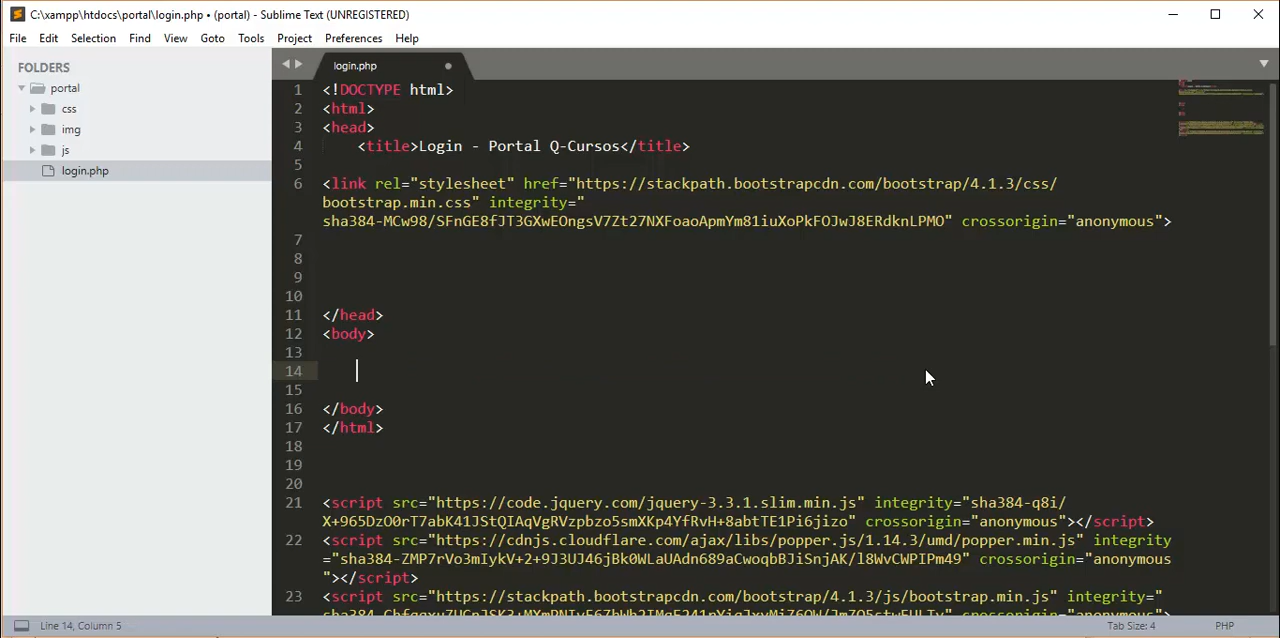 C:\xampp\htdocs\portal\login.php • (portal) - Sublime Text (UNREGISTERED)
File Edit Selection Find View Goto Tools Project Preferences Help
FOLDERS
portal
css
img
js
login.php
login.php
1 <!DOCTYPE html>
2 <html>
3 <head>
4 <title>Login - Portal Q-Cursos</title>
5
6 <link rel="stylesheet" href="https://stackpath.bootstrapcdn.com/bootstrap/4.1.3/css/
bootstrap.min.css" integrity="
sha384-MCw98/SFnGE8fJT3GXwEOngsV7Zt27NXFoaoApmYm81iuXoPkFOJwJ8ERdknLPMO" crossorigin="anonymous">
7
8
9
10
11 </head>
12 <body>
13
14
15
16 </body>
17 </html>
18
19
20
21 <script src="https://code.jquery.com/jquery-3.3.1.slim.min.js" integrity="sha384-q8i/
X+965DzO0rT7abK41JStQIAqVgRVzpbzo5smXKp4YfRvH+8abtTE1Pi6jizo" crossorigin="anonymous"></script>
22 <script src="https://cdnjs.cloudflare.com/ajax/libs/popper.js/1.14.3/umd/popper.min.js" integrity
="sha384-ZMP7rVo3mIykV+2+9J3UJ46jBk0WLaUAdn689aCwoqbBJiSnjAK/l8WvCWPIPm49" crossorigin="anonymous
"></script>
23 <script src="https://stackpath.bootstrapcdn.com/bootstrap/4.1.3/js/bootstrap.min.js" integrity="
Line 14, Column 5
Tab Size: 4
PHP